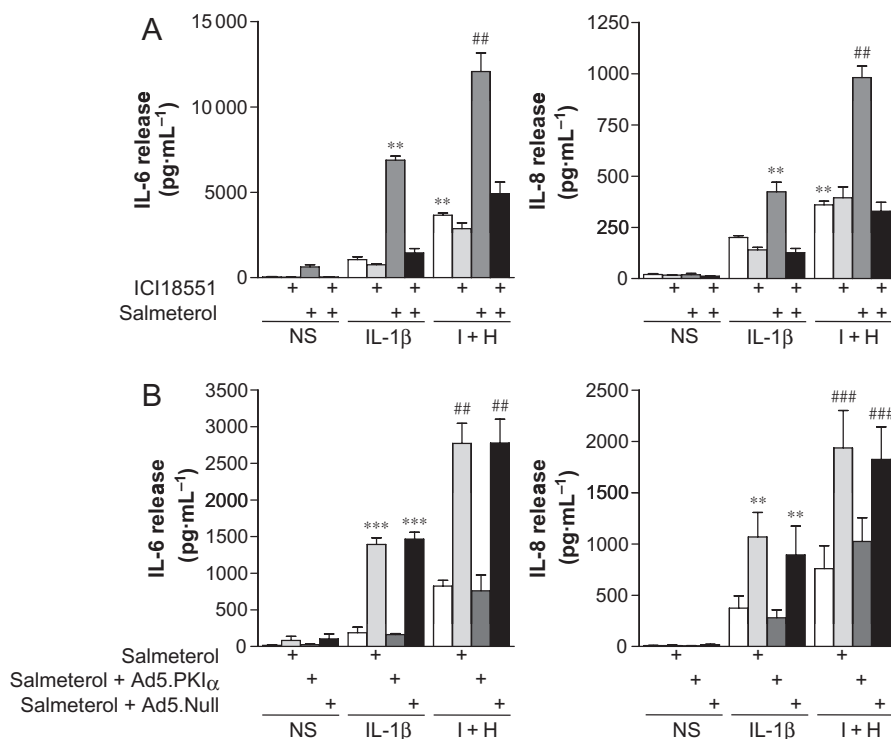 A
IL-6 release
(pg·mL⁻¹)
15 000
10 000
5000
0
**
**
##
IL-8 release
(pg·mL⁻¹)
1250
1000
750
500
250
0
**
**
##
ICI18551 + + + + + + + + + + + +
Salmeterol + + + + + + + + + + + +
NS IL-1β I + H NS IL-1β I + H
B
IL-6 release
(pg·mL⁻¹)
3500
3000
2500
2000
1500
1000
500
0
***
***
##
##
IL-8 release
(pg·mL⁻¹)
2500
2000
1500
1000
500
0
**
**
###
###
Salmeterol + + + + + +
Salmeterol + Ad5.PKIα + + + + + +
Salmeterol + Ad5.Null + + + + + +
NS IL-1β I + H NS IL-1β I + H